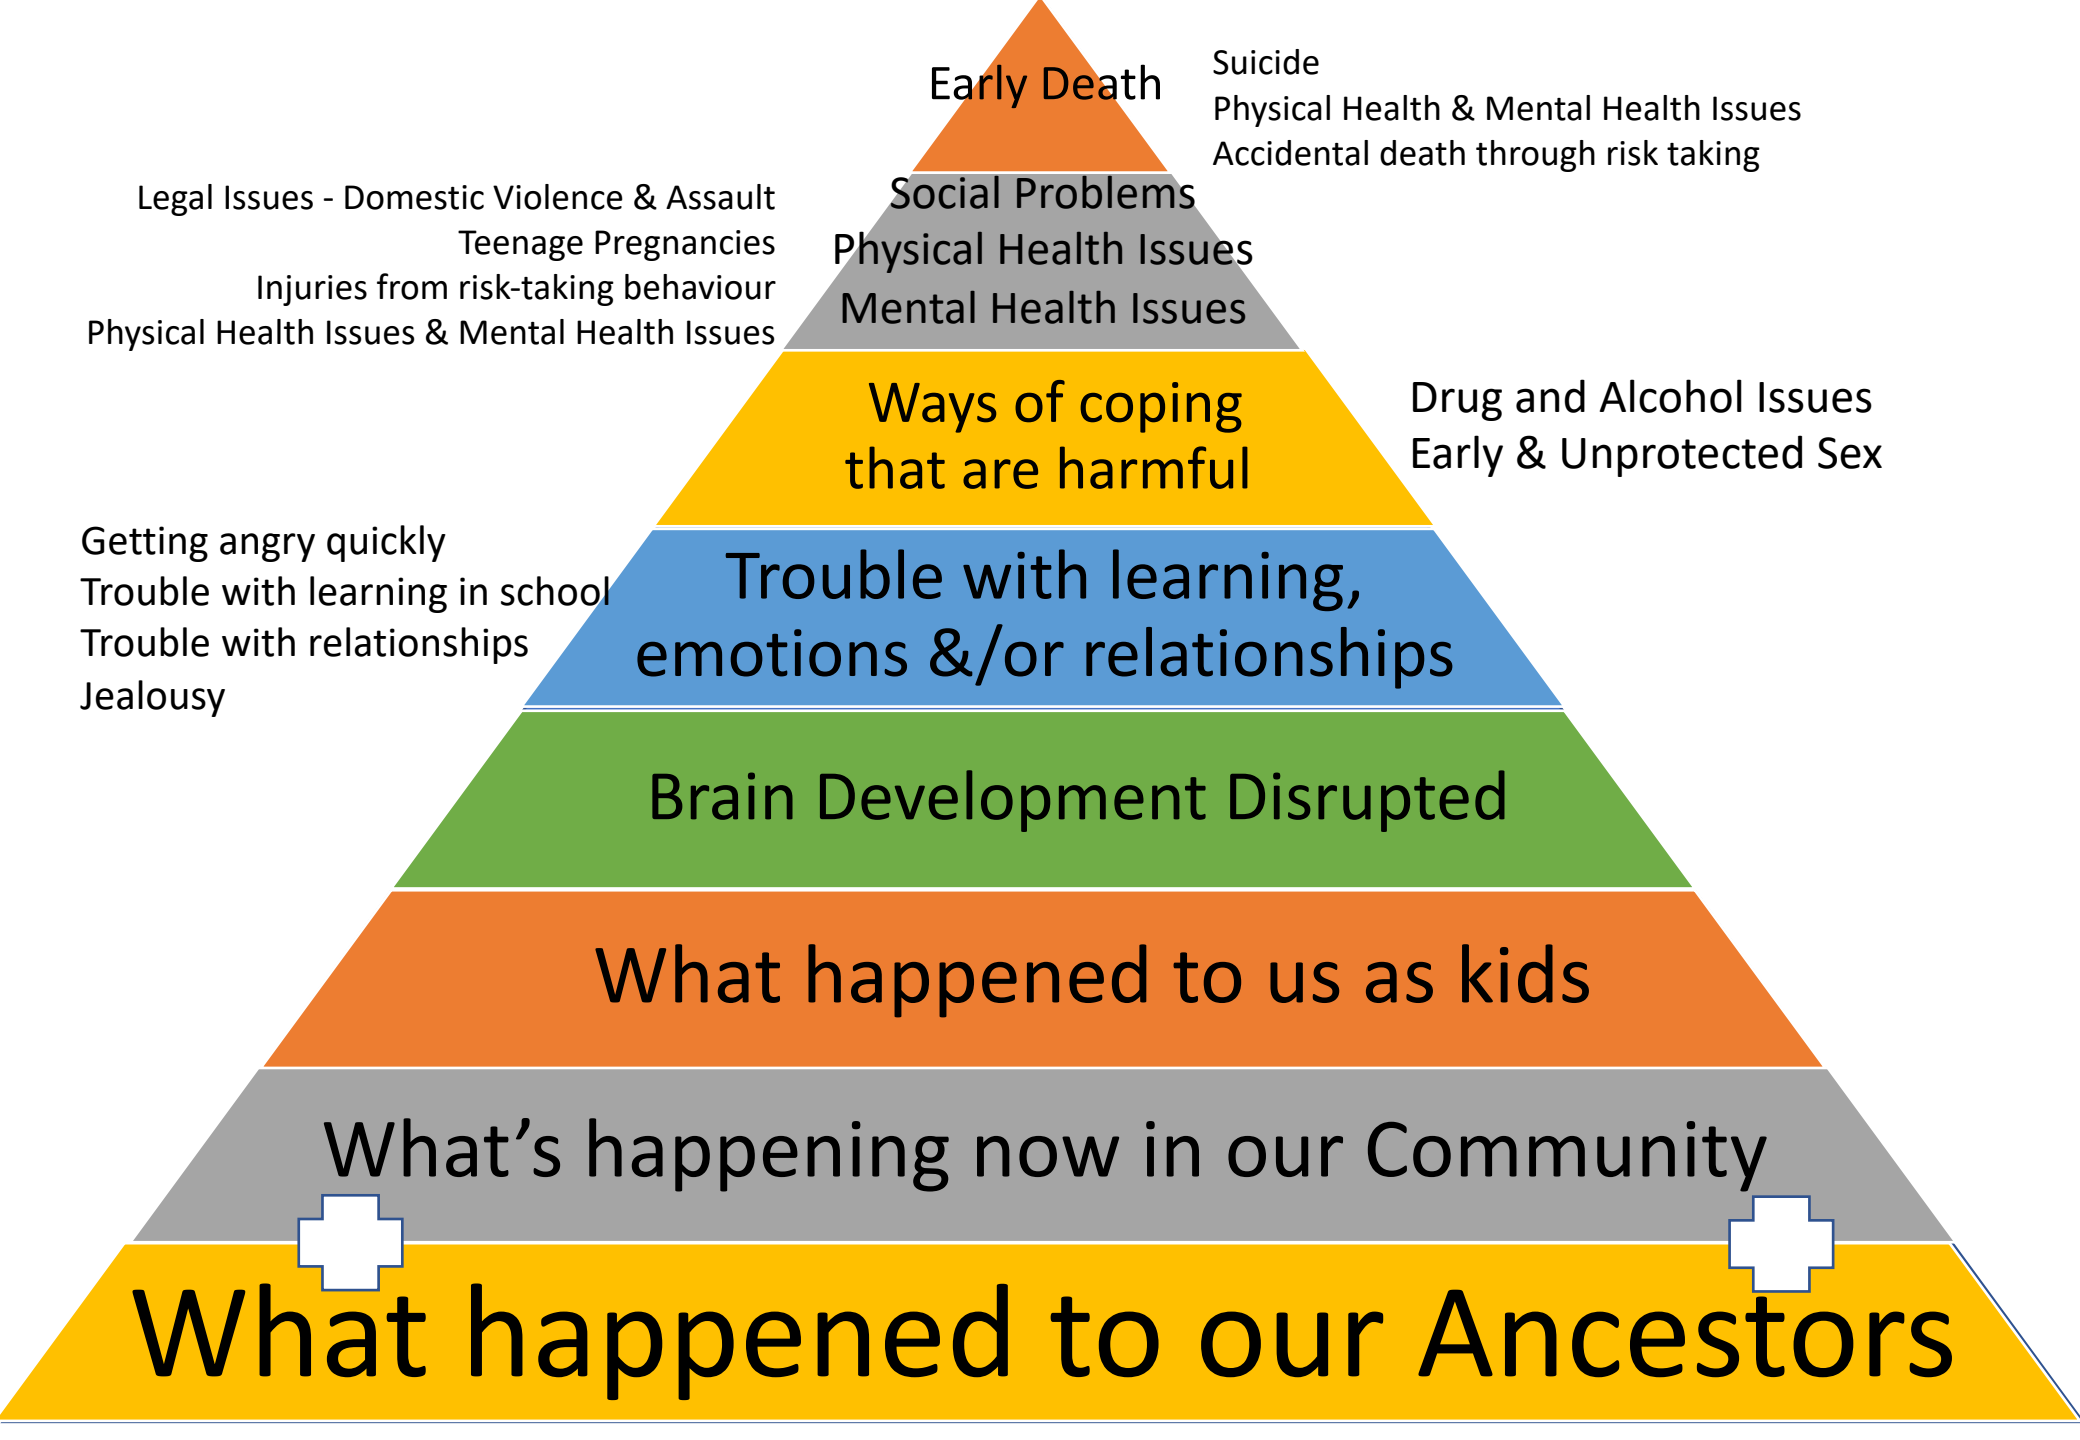 Early Death
Suicide
Physical Health & Mental Health Issues
Accidental death through risk taking
Legal Issues - Domestic Violence & Assault
Teenage Pregnancies
Injuries from risk-taking behaviour
Physical Health Issues & Mental Health Issues
Social Problems
Physical Health Issues
Mental Health Issues
Ways of coping
that are harmful
Drug and Alcohol Issues
Early & Unprotected Sex
Getting angry quickly
Trouble with learning in school
Trouble with relationships
Jealousy
Trouble with learning,
emotions &/or relationships
Brain Development Disrupted
What happened to us as kids
What’s happening now in our Community
What happened to our Ancestors